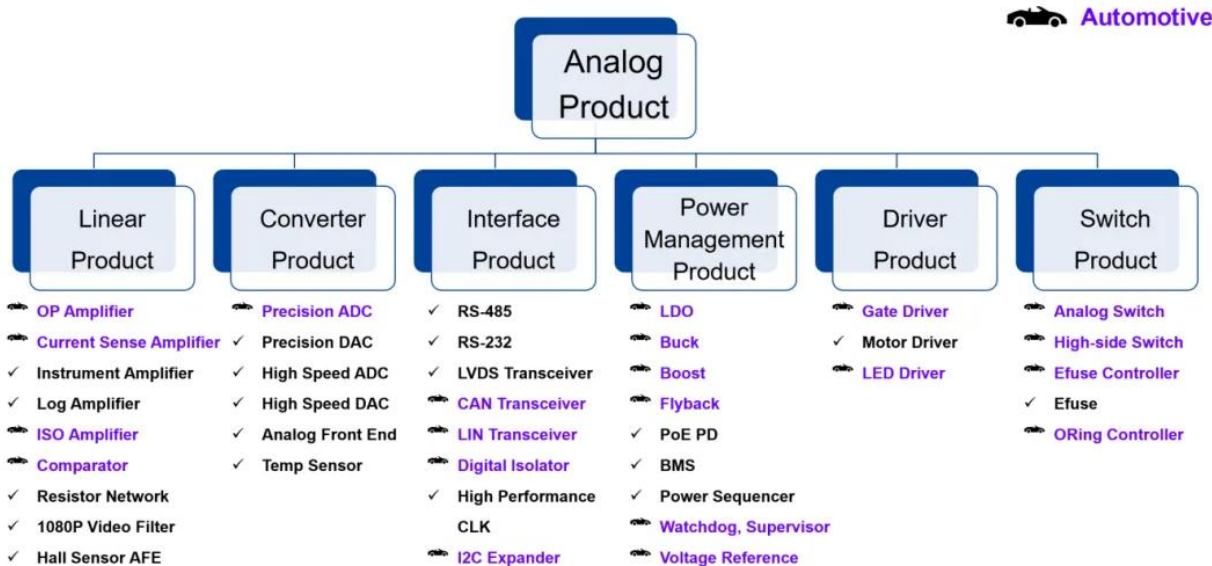 Automotive
Analog
Product
Linear
Product
OP Amplifier
Current Sense Amplifier
Instrument Amplifier
Log Amplifier
ISO Amplifier
Comparator
Resistor Network
1080P Video Filter
Hall Sensor AFE
Converter
Product
Precision ADC
Precision DAC
High Speed ADC
High Speed DAC
Analog Front End
Temp Sensor
Interface
Product
RS-485
RS-232
LVDS Transceiver
CAN Transceiver
LIN Transceiver
Digital Isolator
High Performance
CLK
I2C Expander
Power
Management
Product
LDO
Buck
Boost
Flyback
PoE PD
BMS
Power Sequencer
Watchdog, Supervisor
Voltage Reference
Driver
Product
Gate Driver
Motor Driver
LED Driver
Switch
Product
Analog Switch
High-side Switch
Efuse Controller
Efuse
ORing Controller